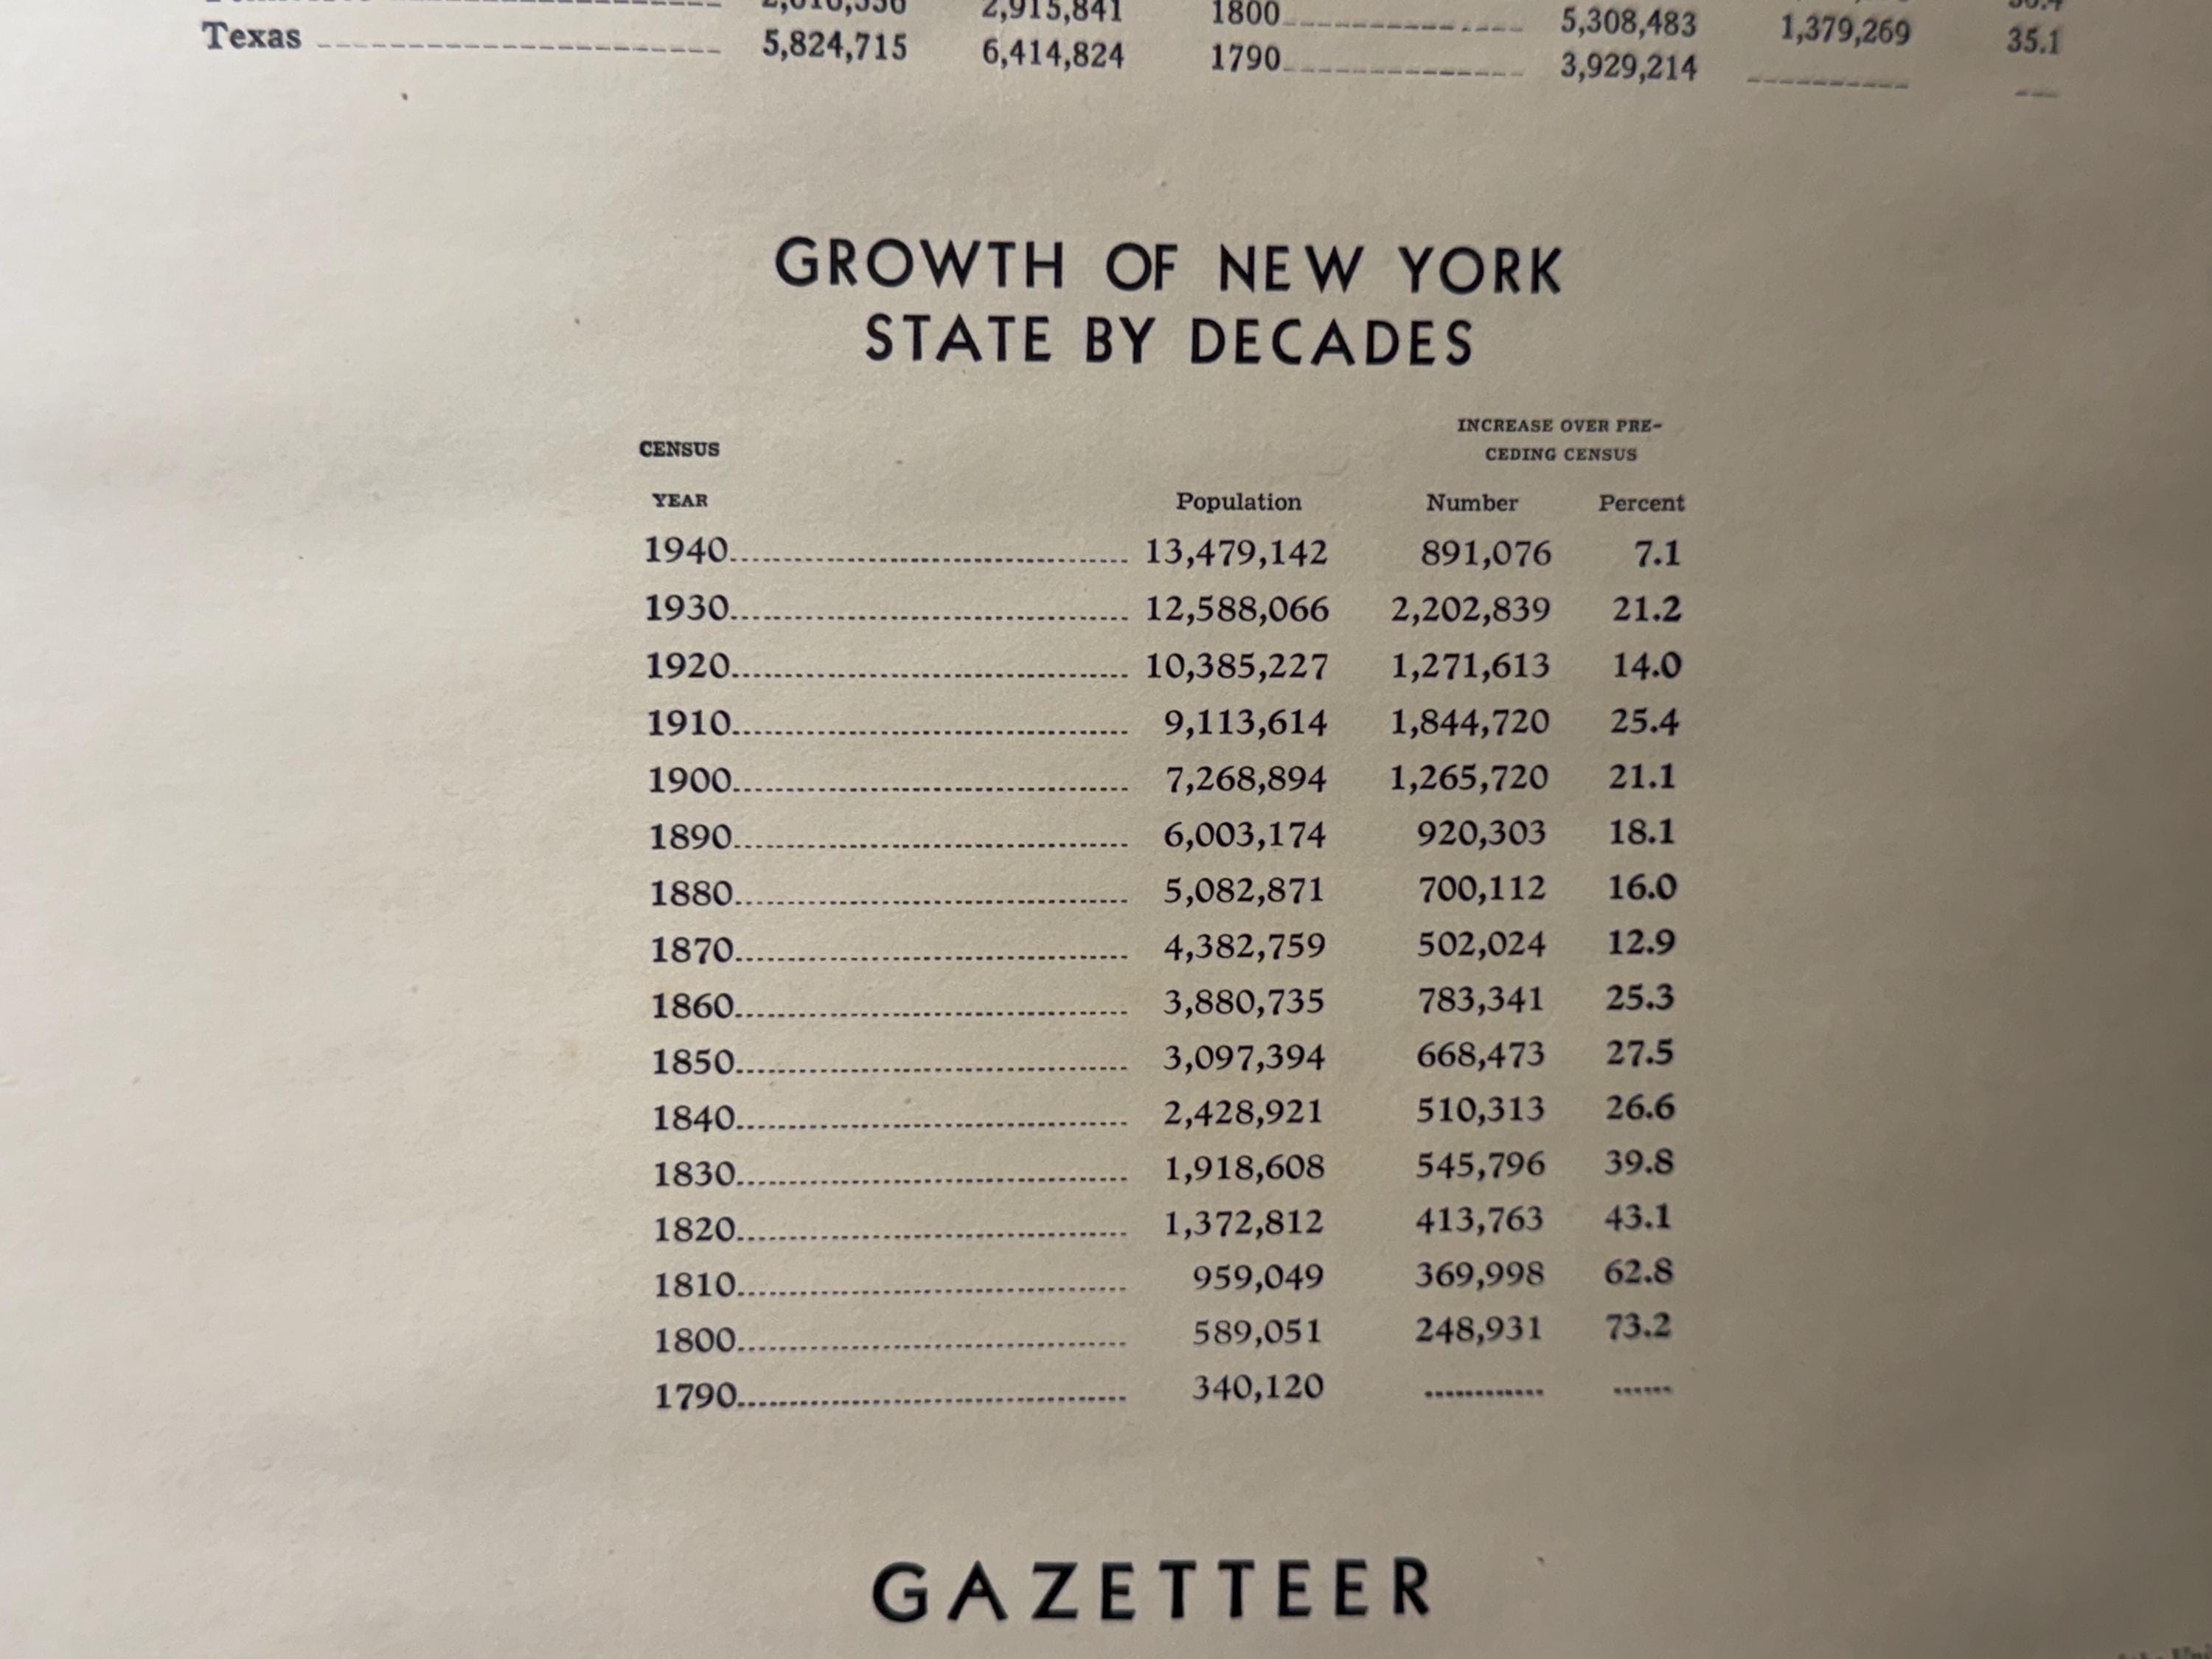 2,915,841 1800 5,308,483 1,379,269 35.1
Texas 5,824,715 6,414,824 1790 3,929,214
GROWTH OF NEW YORK
STATE BY DECADES
INCREASE OVER PRE-
CENSUS CEDING CENSUS
YEAR Population Number Percent
1940 13,479,142 891,076 7.1
1930 12,588,066 2,202,839 21.2
1920 10,385,227 1,271,613 14.0
1910 9,113,614 1,844,720 25.4
1900 7,268,894 1,265,720 21.1
1890 6,003,174 920,303 18.1
1880 5,082,871 700,112 16.0
1870 4,382,759 502,024 12.9
1860 3,880,735 783,341 25.3
1850 3,097,394 668,473 27.5
1840 2,428,921 510,313 26.6
1830 1,918,608 545,796 39.8
1820 1,372,812 413,763 43.1
1810 959,049 369,998 62.8
1800 589,051 248,931 73.2
1790 340,120
GAZETTEER